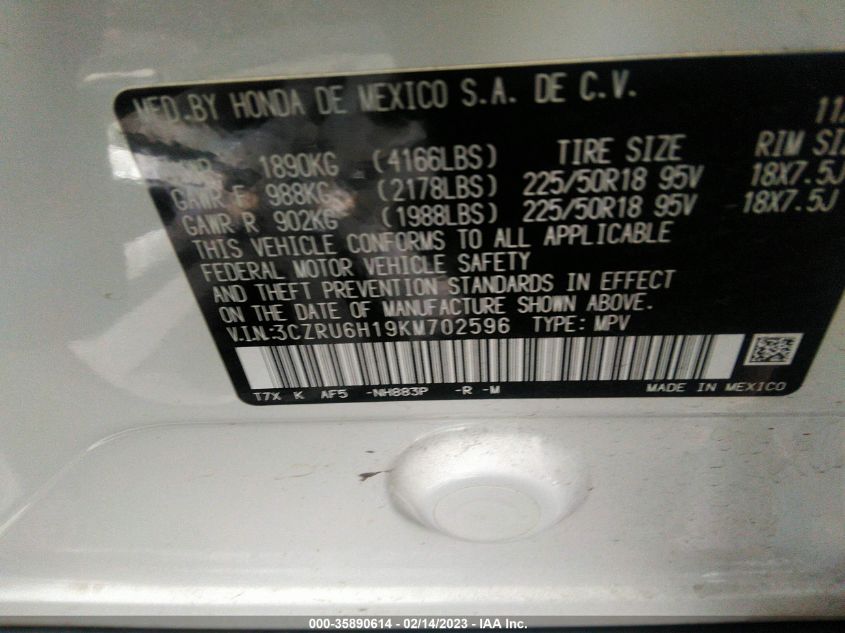 MFD.BY HONDA DE MEXICO S.A. DE C.V.
1890KG (4166LBS) TIRE SIZE RIM SI
GAWR F 988KG (2178LBS) 225/50R18 95V 18X7.5J
GAWR R 902KG (1988LBS) 225/50R18 95V 18X7.5J
THIS VEHICLE CONFORMS TO ALL APPLICABLE
FEDERAL MOTOR VEHICLE SAFETY
AND THEFT PREVENTION STANDARDS IN EFFECT
ON THE DATE OF MANUFACTURE SHOWN ABOVE.
V.I.N:3CZRU6H19KM702596 TYPE: MPV
T7X K AF5 -NH883P -R -M MADE IN MEXICO
000-35890614 - 02/14/2023 - IAA Inc.